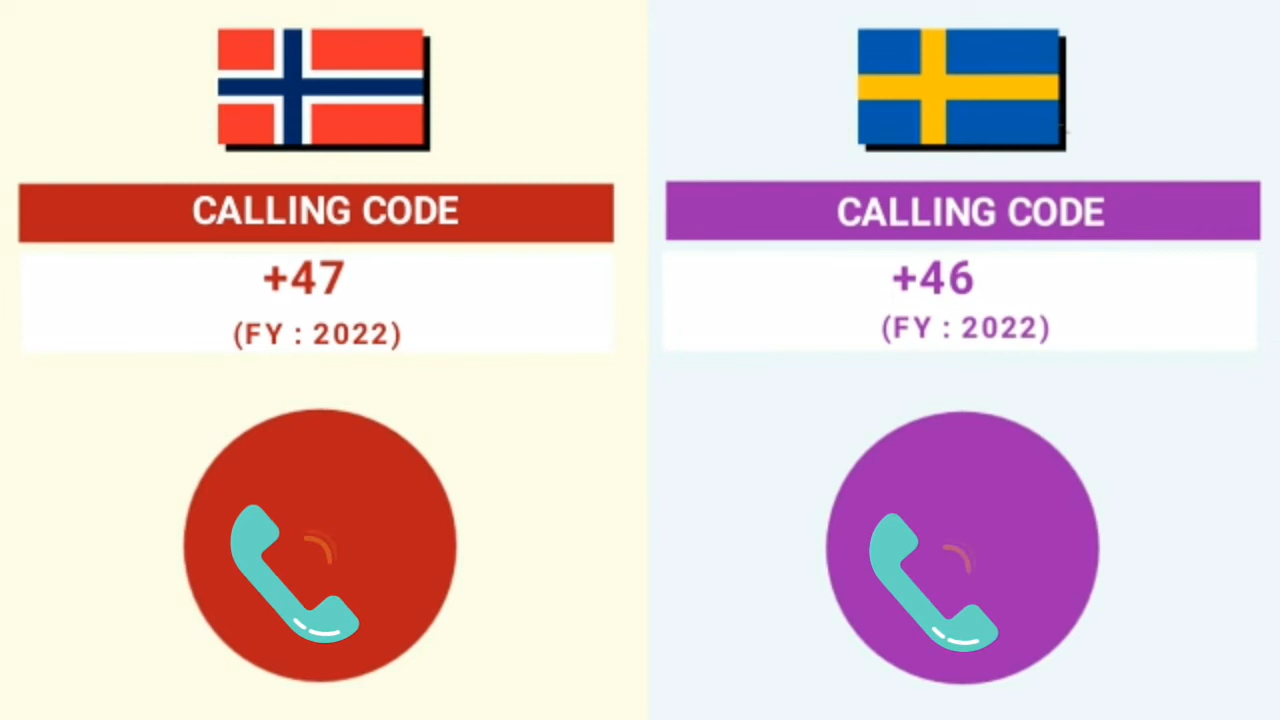 CALLING CODE
+47
(FY : 2022)
CALLING CODE
+46
(FY : 2022)